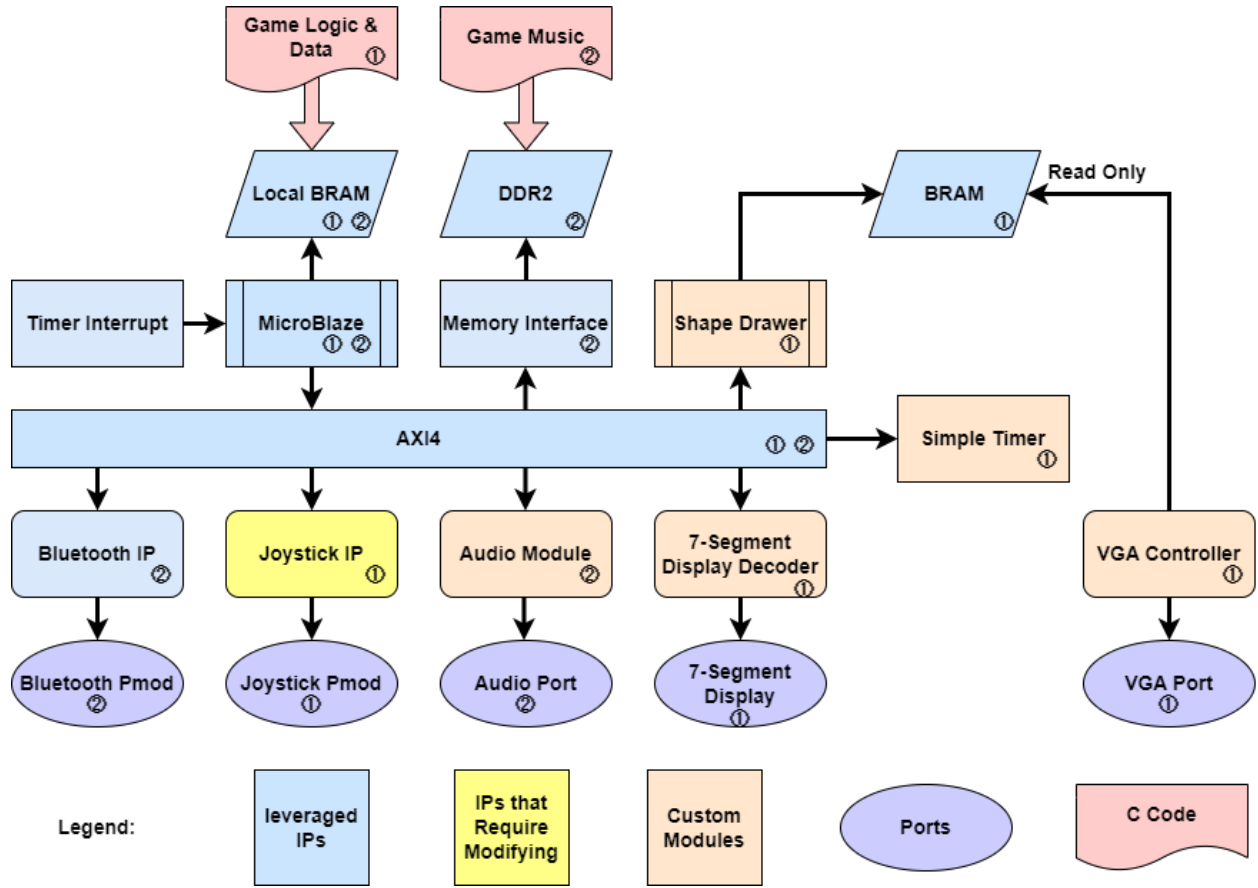 Game Logic &
Data
①
Game Music
②
Local BRAM
① ②
DDR2
②
BRAM
①
Read Only
Timer Interrupt
MicroBlaze
① ②
Memory Interface
②
Shape Drawer
①
AXI4
① ②
Simple Timer
①
Bluetooth IP
②
Joystick IP
①
Audio Module
②
7-Segment
Display Decoder
①
VGA Controller
①
Bluetooth Pmod
②
Joystick Pmod
①
Audio Port
②
7-Segment
Display
①
VGA Port
①
Legend:
leveraged
IPs
IPs that
Require
Modifying
Custom
Modules
Ports
C Code